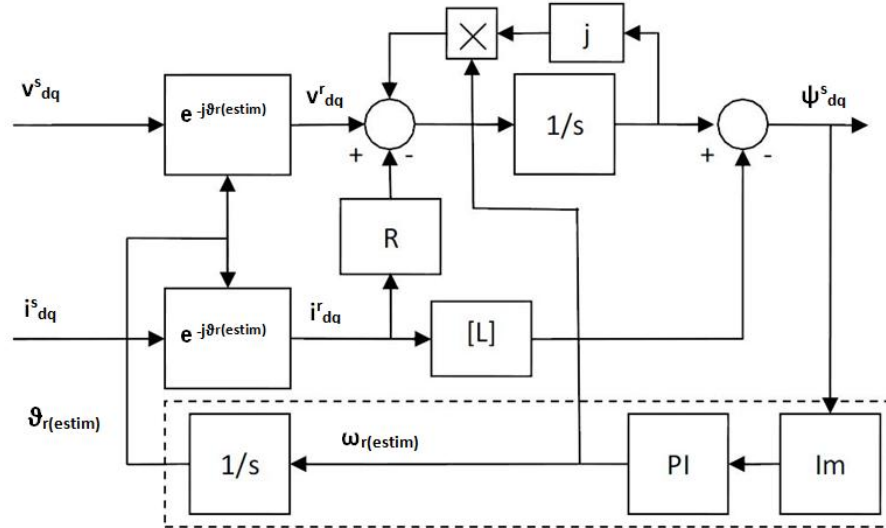 j
v^s_dq
e^-jϑr(estim)
v^r_dq
1/s
ψ^s_dq
+
-
+
-
R
i^s_dq
e^-jϑr(estim)
i^r_dq
[L]
ϑ_r(estim)
1/s
ω_r(estim)
PI
Im